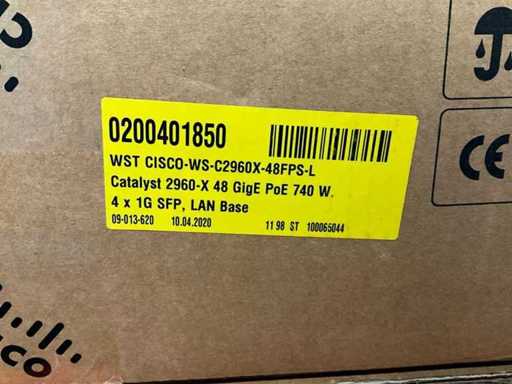 0200401850
WST CISCO-WS-C2960X-48FPS-L
Catalyst 2960-X 48 GigE PoE 740 W.
4 x 1G SFP, LAN Base
09-013-620 10.04.2020 11 98 ST 100065044
isco